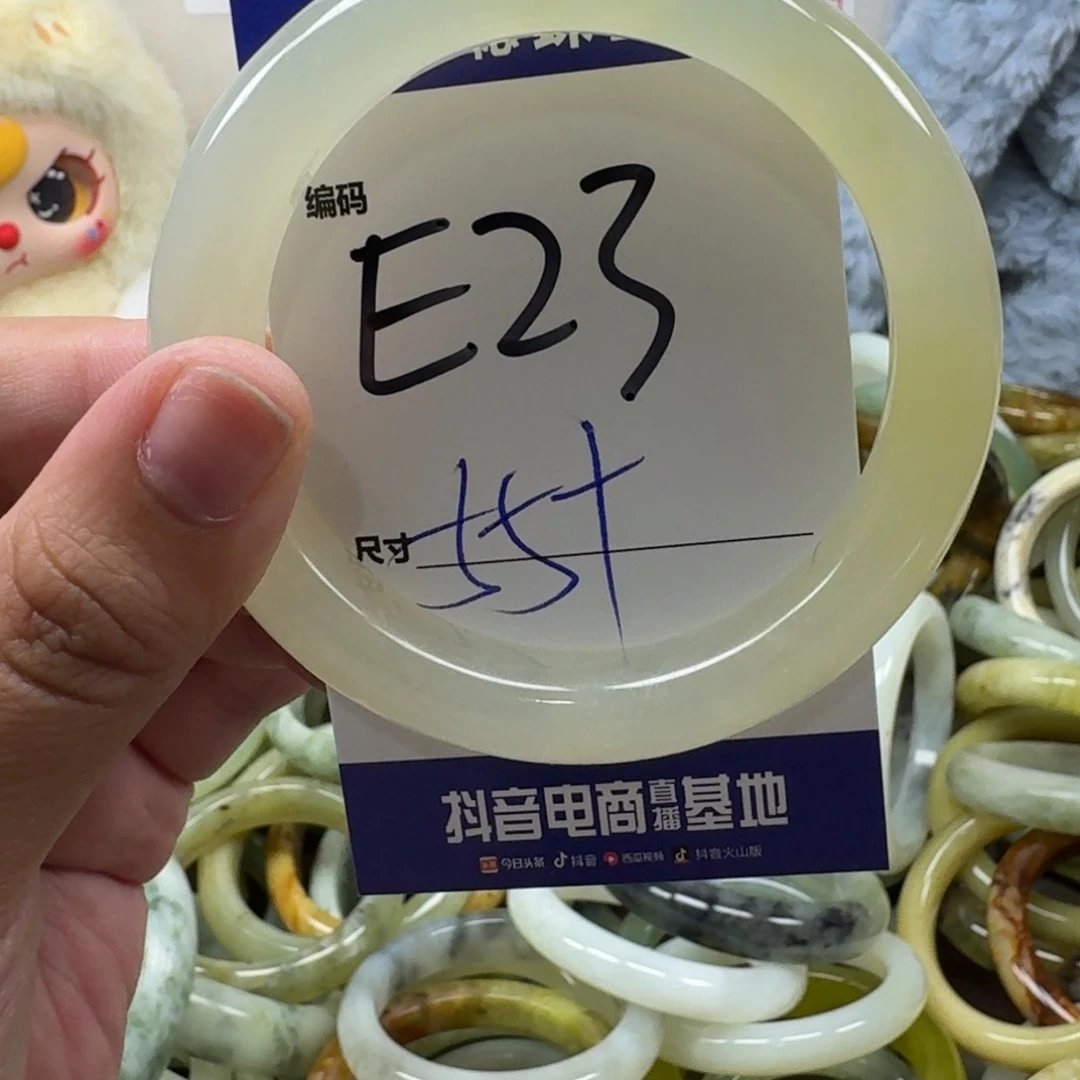 编码
E23
尺寸 55+
抖音电商直播基地
今日头条 抖音 西瓜视频 抖音火山版